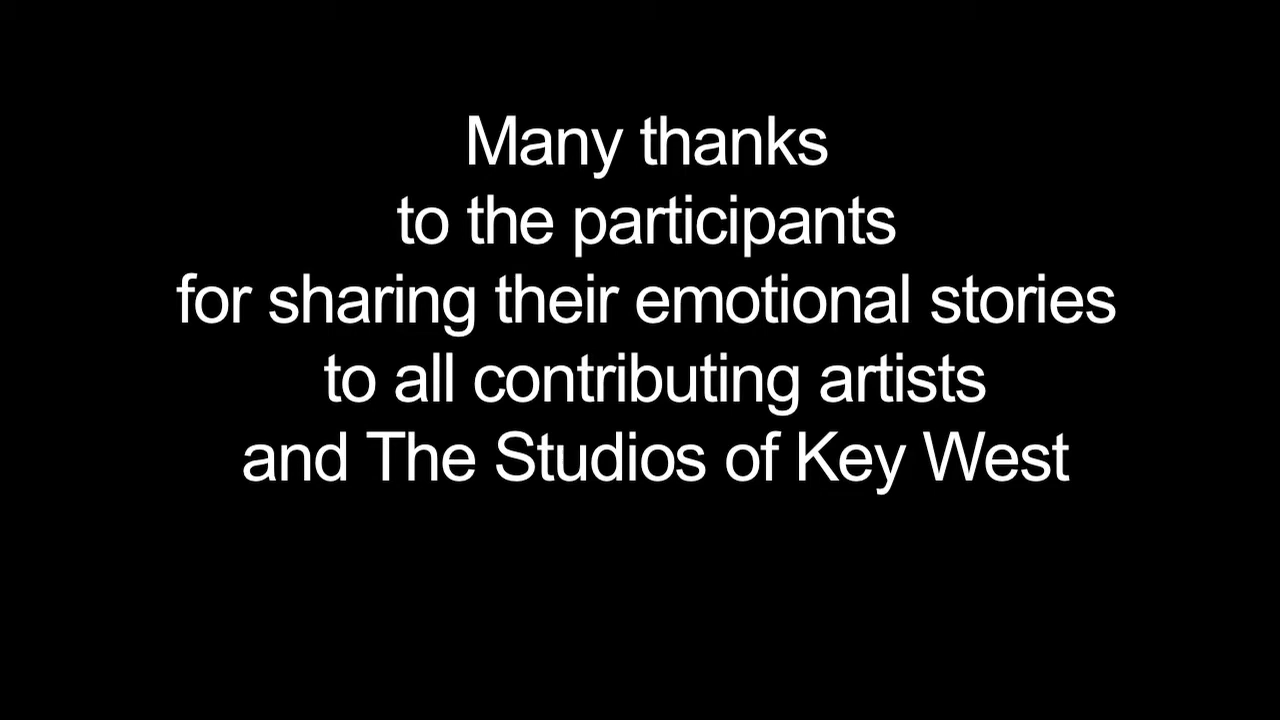 Many thanks
to the participants
for sharing their emotional stories
to all contributing artists
and The Studios of Key West